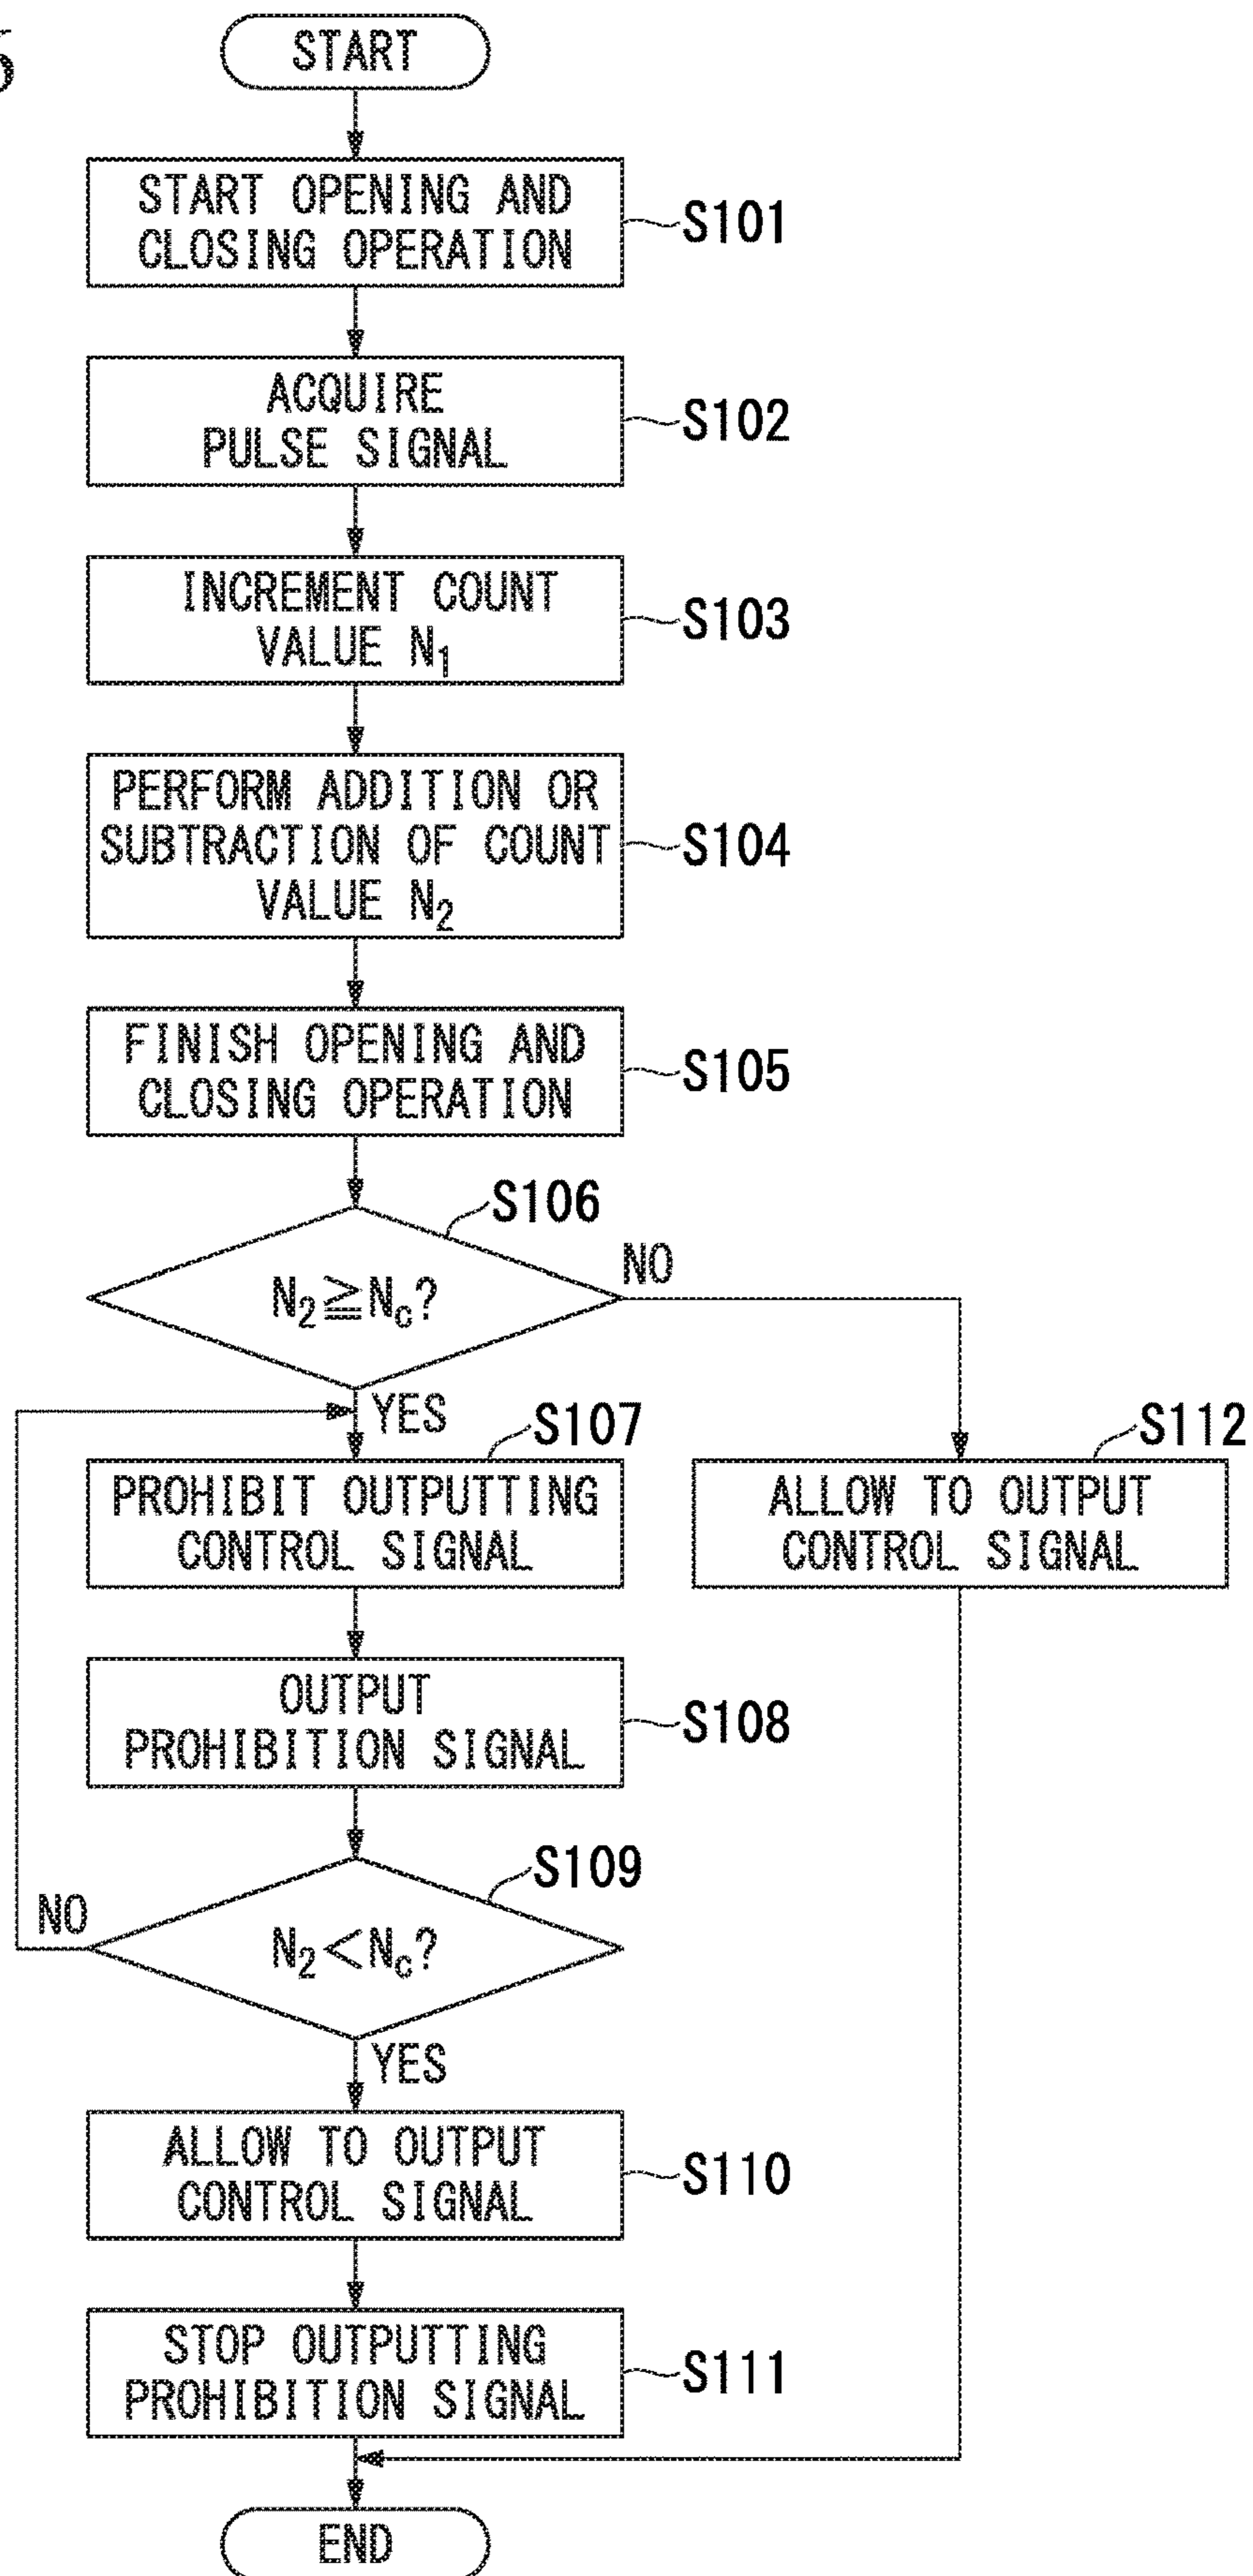 START
START OPENING AND
CLOSING OPERATION
S101
ACQUIRE
PULSE SIGNAL
S102
INCREMENT COUNT
VALUE N₁
S103
PERFORM ADDITION OR
SUBTRACTION OF COUNT
VALUE N₂
S104
FINISH OPENING AND
CLOSING OPERATION
S105
S106
N₂≧Nc?
NO
YES
S107
PROHIBIT OUTPUTTING
CONTROL SIGNAL
S112
ALLOW TO OUTPUT
CONTROL SIGNAL
OUTPUT
PROHIBITION SIGNAL
S108
S109
N₂<Nc?
NO
YES
ALLOW TO OUTPUT
CONTROL SIGNAL
S110
STOP OUTPUTTING
PROHIBITION SIGNAL
S111
END